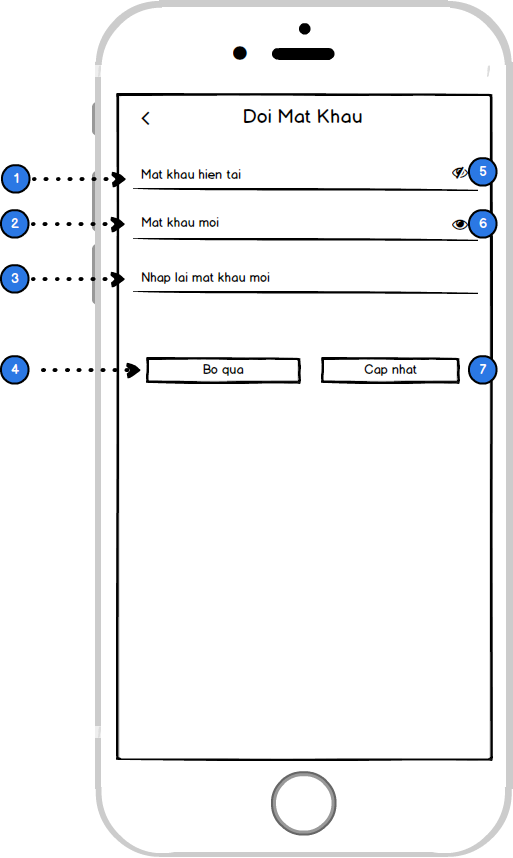 Doi Mat Khau
1 Mat khau hien tai 5
2 Mat khau moi 6
3 Nhap lai mat khau moi
4 Bo qua Cap nhat 7